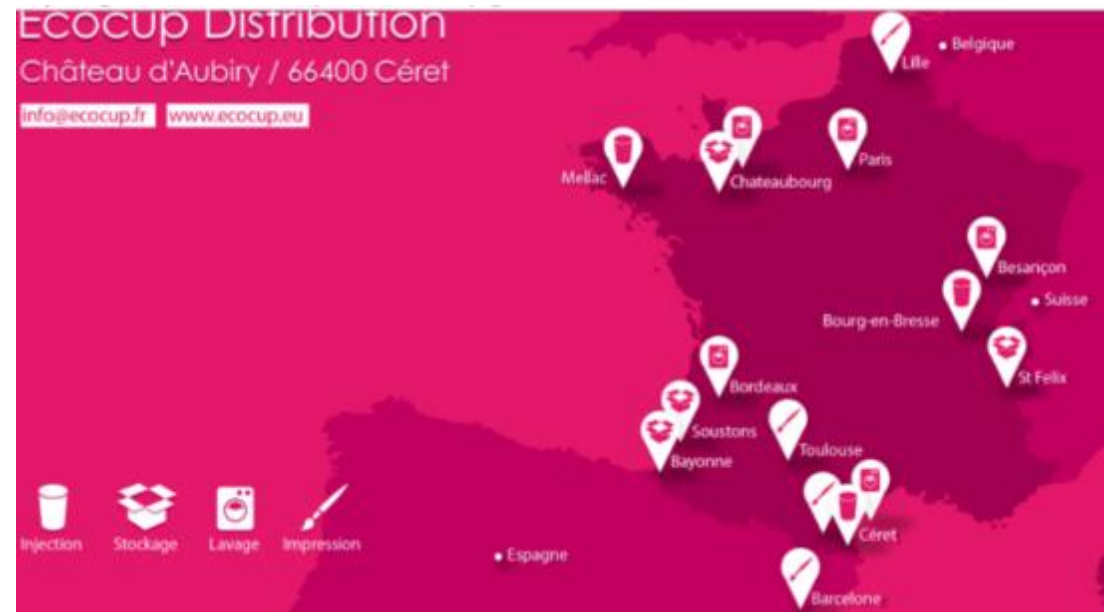 Ecocup Distribution
Château d'Aubiry / 66400 Céret
info@ecocup.fr www.ecocup.eu
Lille
Belgique
Mellac
Chateaubourg
Paris
Besançon
Suisse
Bourg-en-Bresse
St Felix
Bordeaux
Soustons
Bayonne
Toulouse
Céret
Injection
Stockage
Lavage
Impression
Espagne
Barcelone